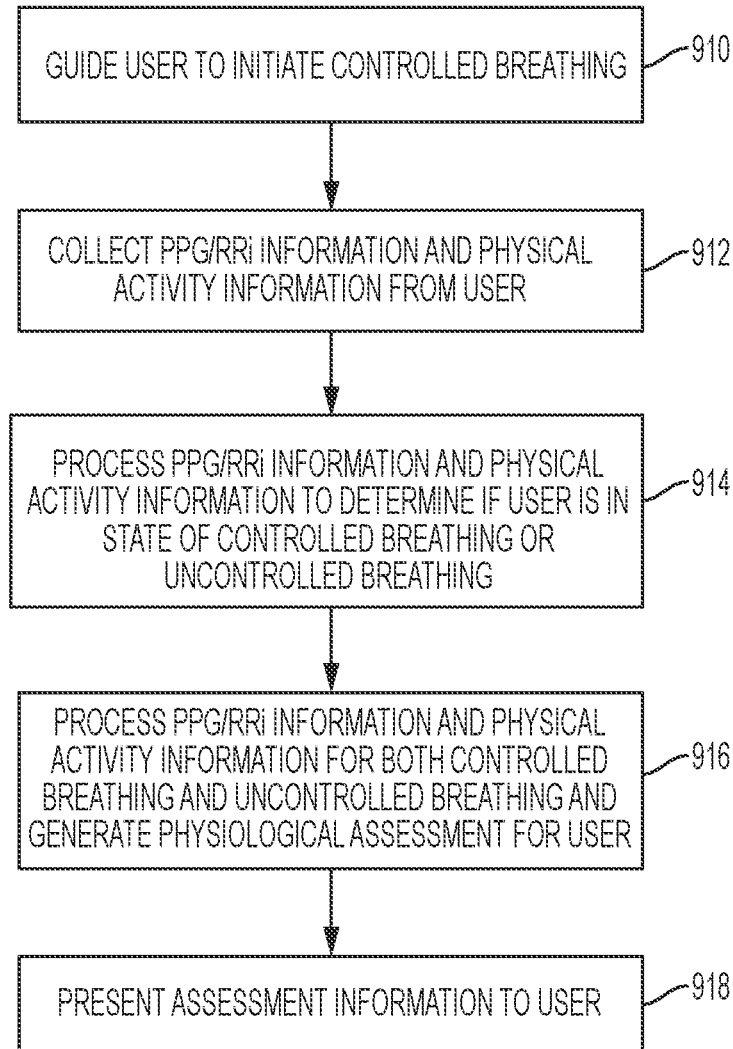 GUIDE USER TO INITIATE CONTROLLED BREATHING
910
COLLECT PPG/RRi INFORMATION AND PHYSICAL
ACTIVITY INFORMATION FROM USER
912
PROCESS PPG/RRi INFORMATION AND PHYSICAL
ACTIVITY INFORMATION TO DETERMINE IF USER IS IN
STATE OF CONTROLLED BREATHING OR
UNCONTROLLED BREATHING
914
PROCESS PPG/RRi INFORMATION AND PHYSICAL
ACTIVITY INFORMATION FOR BOTH CONTROLLED
BREATHING AND UNCONTROLLED BREATHING AND
GENERATE PHYSIOLOGICAL ASSESSMENT FOR USER
916
PRESENT ASSESSMENT INFORMATION TO USER
918